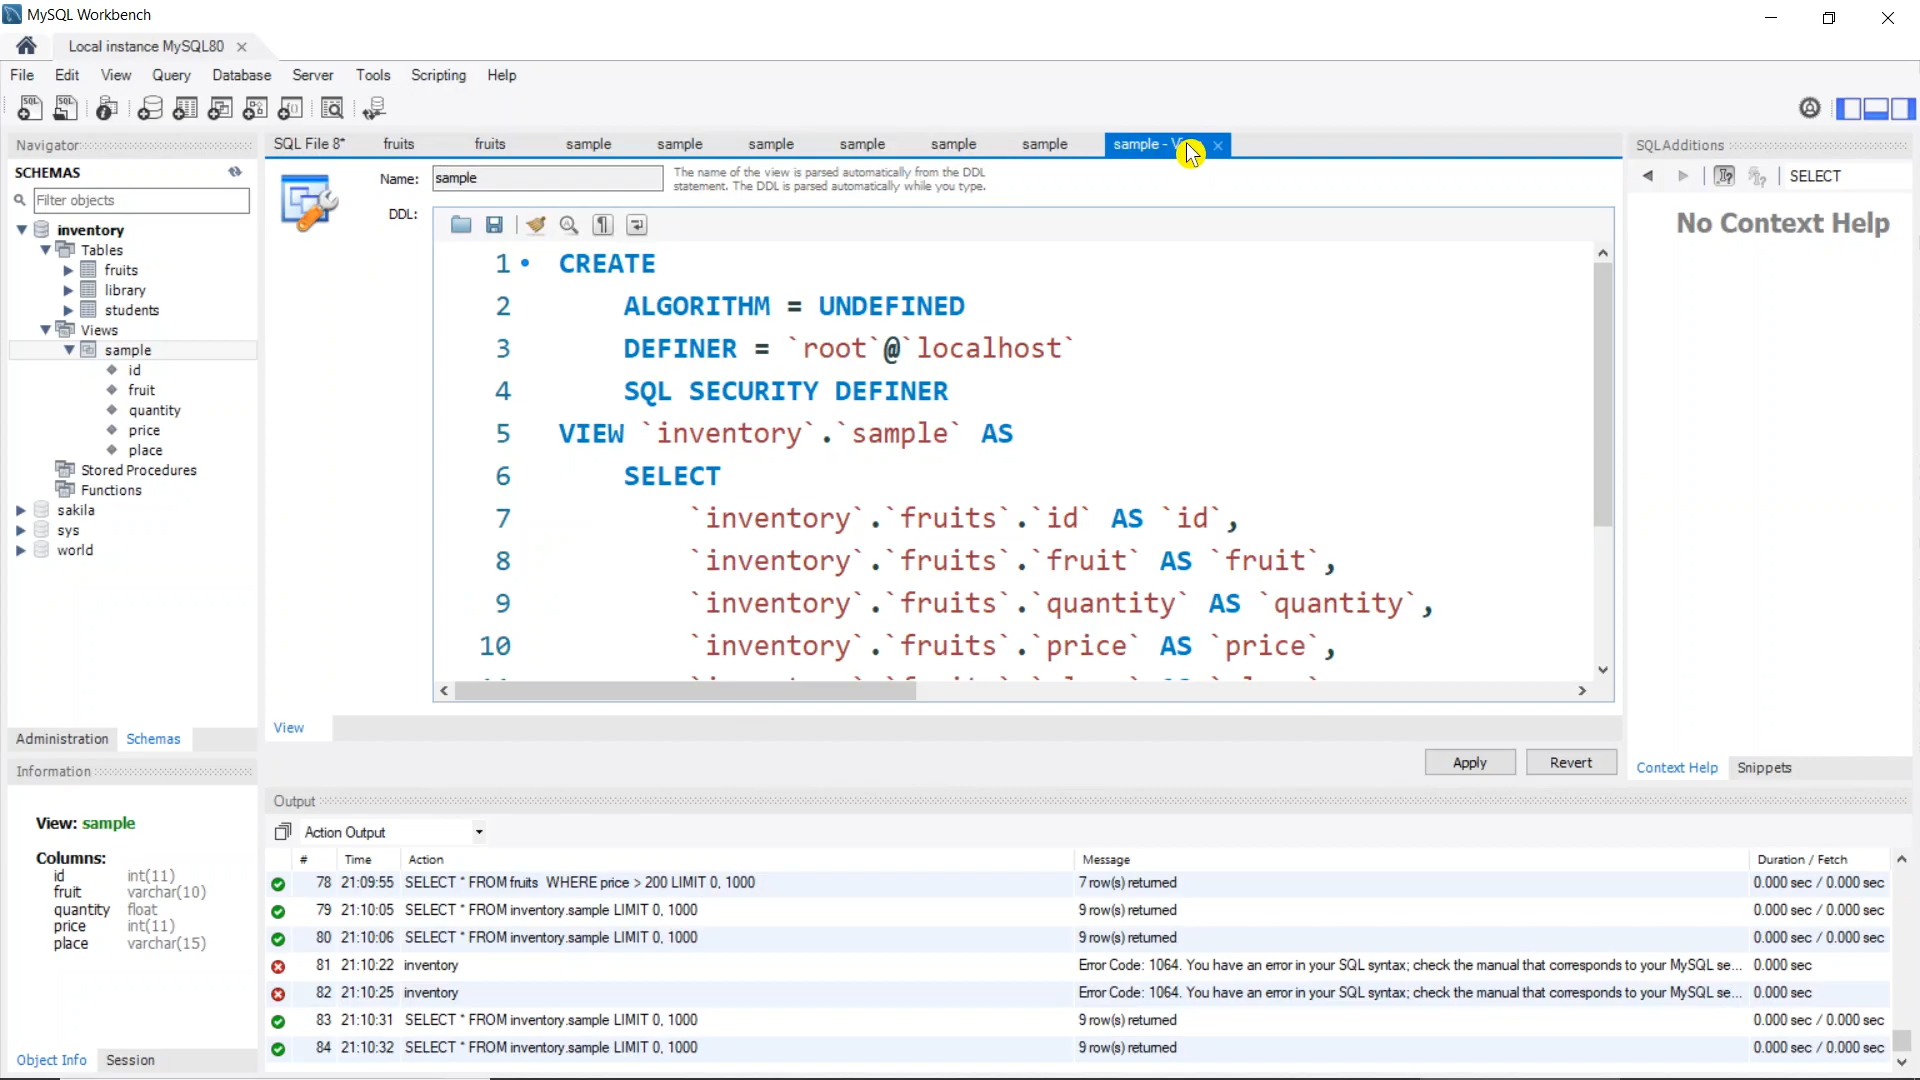 MySQL Workbench
Local instance MySQL80
File Edit View Query Database Server Tools Scripting Help
Navigator
SCHEMAS
Filter objects
inventory
Tables
fruits
library
students
Views
sample
id
fruit
quantity
price
place
Stored Procedures
Functions
sakila
sys
world
Administration Schemas
Information
View: sample
Columns:
id int(11)
fruit varchar(10)
quantity float
price int(11)
place varchar(15)
Object Info Session
SQL File 8* fruits fruits sample sample sample sample sample sample sample -
Name: sample
The name of the view is parsed automatically from the DDL
statement. The DDL is parsed automatically while you type.
DDL:
1 CREATE
2 ALGORITHM = UNDEFINED
3 DEFINER = `root`@`localhost`
4 SQL SECURITY DEFINER
5 VIEW `inventory`.`sample` AS
6 SELECT
7 `inventory`.`fruits`.`id` AS `id`,
8 `inventory`.`fruits`.`fruit` AS `fruit`,
9 `inventory`.`fruits`.`quantity` AS `quantity`,
10 `inventory`.`fruits`.`price` AS `price`,
View
Apply Revert
SQLAdditions
SELECT
No Context Help
Context Help Snippets
Output
Action Output
# Time Action Message Duration / Fetch
78 21:09:55 SELECT * FROM fruits WHERE price > 200 LIMIT 0, 1000 7 row(s) returned 0.000 sec / 0.000 sec
79 21:10:05 SELECT * FROM inventory.sample LIMIT 0, 1000 9 row(s) returned 0.000 sec / 0.000 sec
80 21:10:06 SELECT * FROM inventory.sample LIMIT 0, 1000 9 row(s) returned 0.000 sec / 0.000 sec
81 21:10:22 inventory Error Code: 1064. You have an error in your SQL syntax; check the manual that corresponds to your MySQL se... 0.000 sec
82 21:10:25 inventory Error Code: 1064. You have an error in your SQL syntax; check the manual that corresponds to your MySQL se... 0.000 sec
83 21:10:31 SELECT * FROM inventory.sample LIMIT 0, 1000 9 row(s) returned 0.000 sec / 0.000 sec
84 21:10:32 SELECT * FROM inventory.sample LIMIT 0, 1000 9 row(s) returned 0.000 sec / 0.000 sec